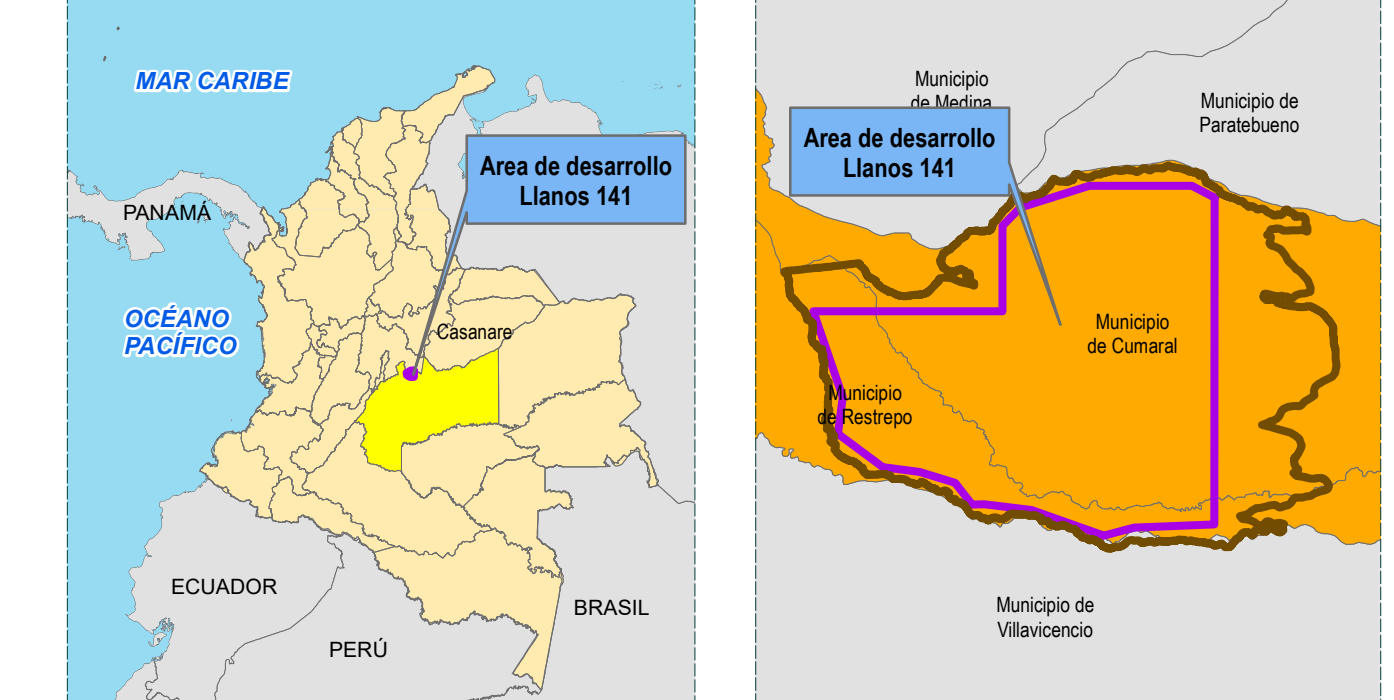 MAR CARIBE
Area de desarrollo
Llanos 141
PANAMÁ
OCÉANO
PACÍFICO
Casanare
ECUADOR
PERÚ
BRASIL
Municipio
de Medina
Municipio de
Paratebueno
Area de desarrollo
Llanos 141
Municipio
de Cumaral
Municipio
de Restrepo
Municipio de
Villavicencio